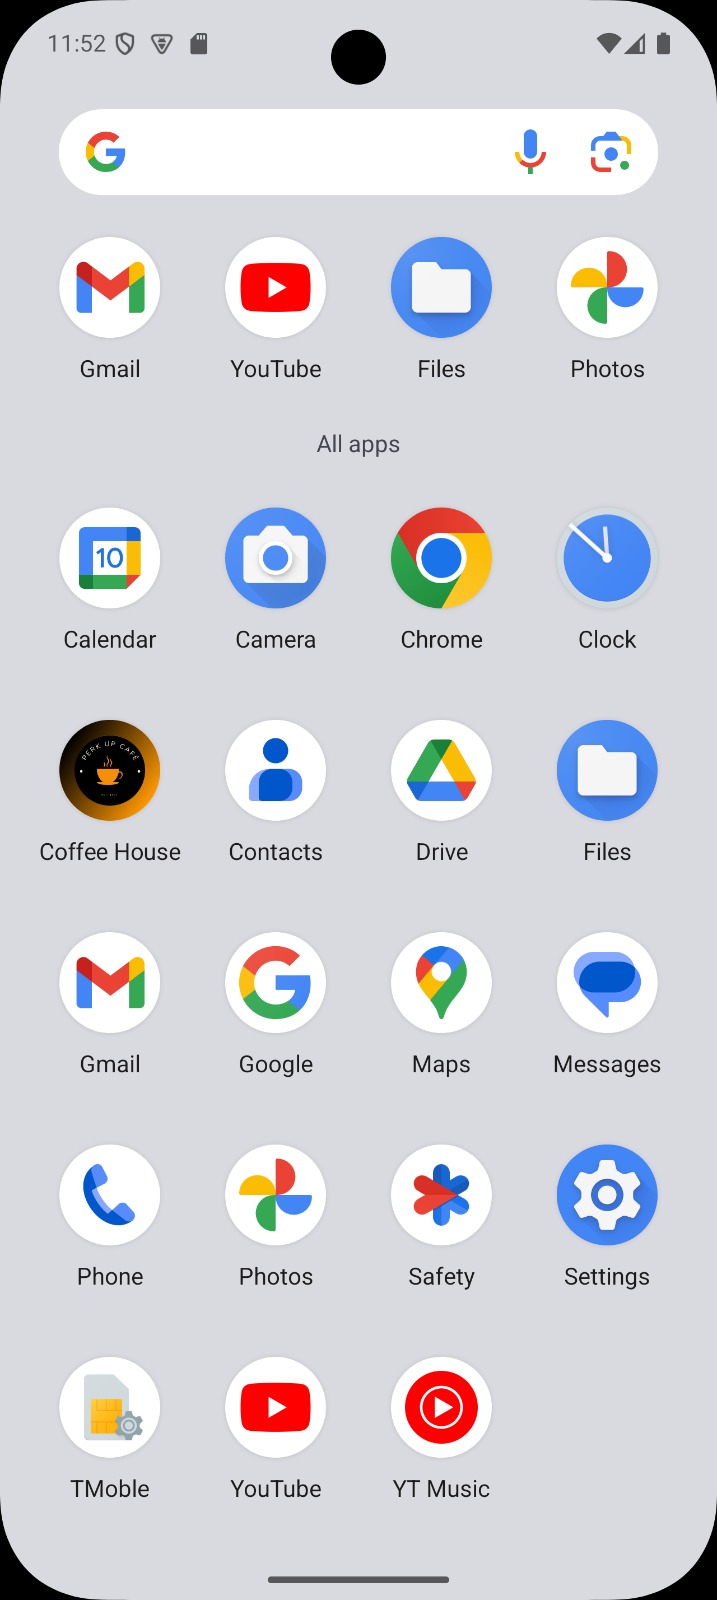 11:52
Gmail YouTube Files Photos
All apps
10
Calendar Camera Chrome Clock
PERK UP CAFÉ
Coffee House Contacts Drive Files
Gmail Google Maps Messages
Phone Photos Safety Settings
TMoble YouTube YT Music